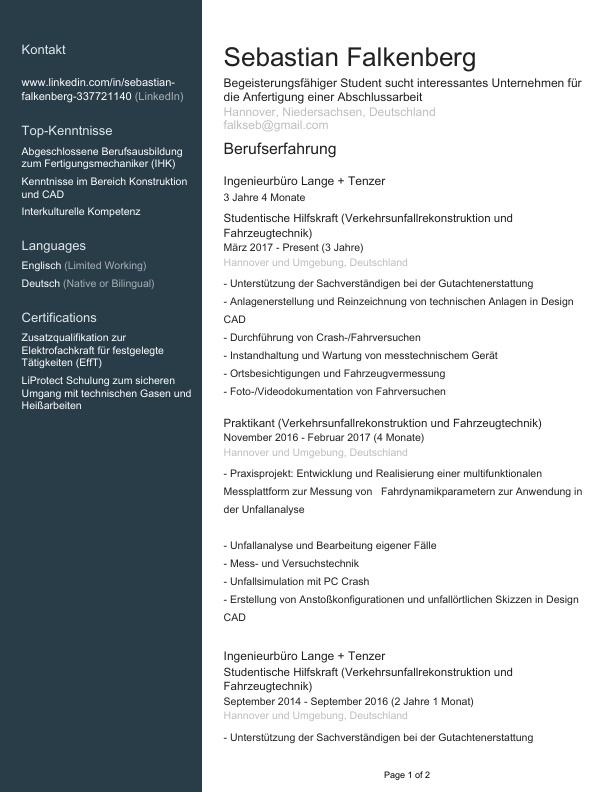 Kontakt
www.linkedin.com/in/sebastian-
falkenberg-337721140 (LinkedIn)
Top-Kenntnisse
Abgeschlossene Berufsausbildung
zum Fertigungsmechaniker (IHK)
Kenntnisse im Bereich Konstruktion
und CAD
Interkulturelle Kompetenz
Languages
Englisch (Limited Working)
Deutsch (Native or Bilingual)
Certifications
Zusatzqualifikation zur
Elektrofachkraft für festgelegte
Tätigkeiten (EffT)
LiProtect Schulung zum sicheren
Umgang mit technischen Gasen und
Heißarbeiten
Sebastian Falkenberg
Begeisterungsfähiger Student sucht interessantes Unternehmen für
die Anfertigung einer Abschlussarbeit
Hannover, Niedersachsen, Deutschland
falkseb@gmail.com
Berufserfahrung
Ingenieurbüro Lange + Tenzer
3 Jahre 4 Monate
Studentische Hilfskraft (Verkehrsunfallrekonstruktion und
Fahrzeugtechnik)
März 2017 - Present (3 Jahre)
Hannover und Umgebung, Deutschland
- Unterstützung der Sachverständigen bei der Gutachtenerstattung
- Anlagenerstellung und Reinzeichnung von technischen Anlagen in Design
CAD
- Durchführung von Crash-/Fahrversuchen
- Instandhaltung und Wartung von messtechnischem Gerät
- Ortsbesichtigungen und Fahrzeugvermessung
- Foto-/Videodokumentation von Fahrversuchen
Praktikant (Verkehrsunfallrekonstruktion und Fahrzeugtechnik)
November 2016 - Februar 2017 (4 Monate)
Hannover und Umgebung, Deutschland
- Praxisprojekt: Entwicklung und Realisierung einer multifunktionalen
Messplattform zur Messung von   Fahrdynamikparametern zur Anwendung in
der Unfallanalyse
- Unfallanalyse und Bearbeitung eigener Fälle
- Mess- und Versuchstechnik
- Unfallsimulation mit PC Crash
- Erstellung von Anstoßkonfigurationen und unfallörtlichen Skizzen in Design
CAD
Ingenieurbüro Lange + Tenzer
Studentische Hilfskraft (Verkehrsunfallrekonstruktion und
Fahrzeugtechnik)
September 2014 - September 2016 (2 Jahre 1 Monat)
Hannover und Umgebung, Deutschland
- Unterstützung der Sachverständigen bei der Gutachtenerstattung
Page 1 of 2